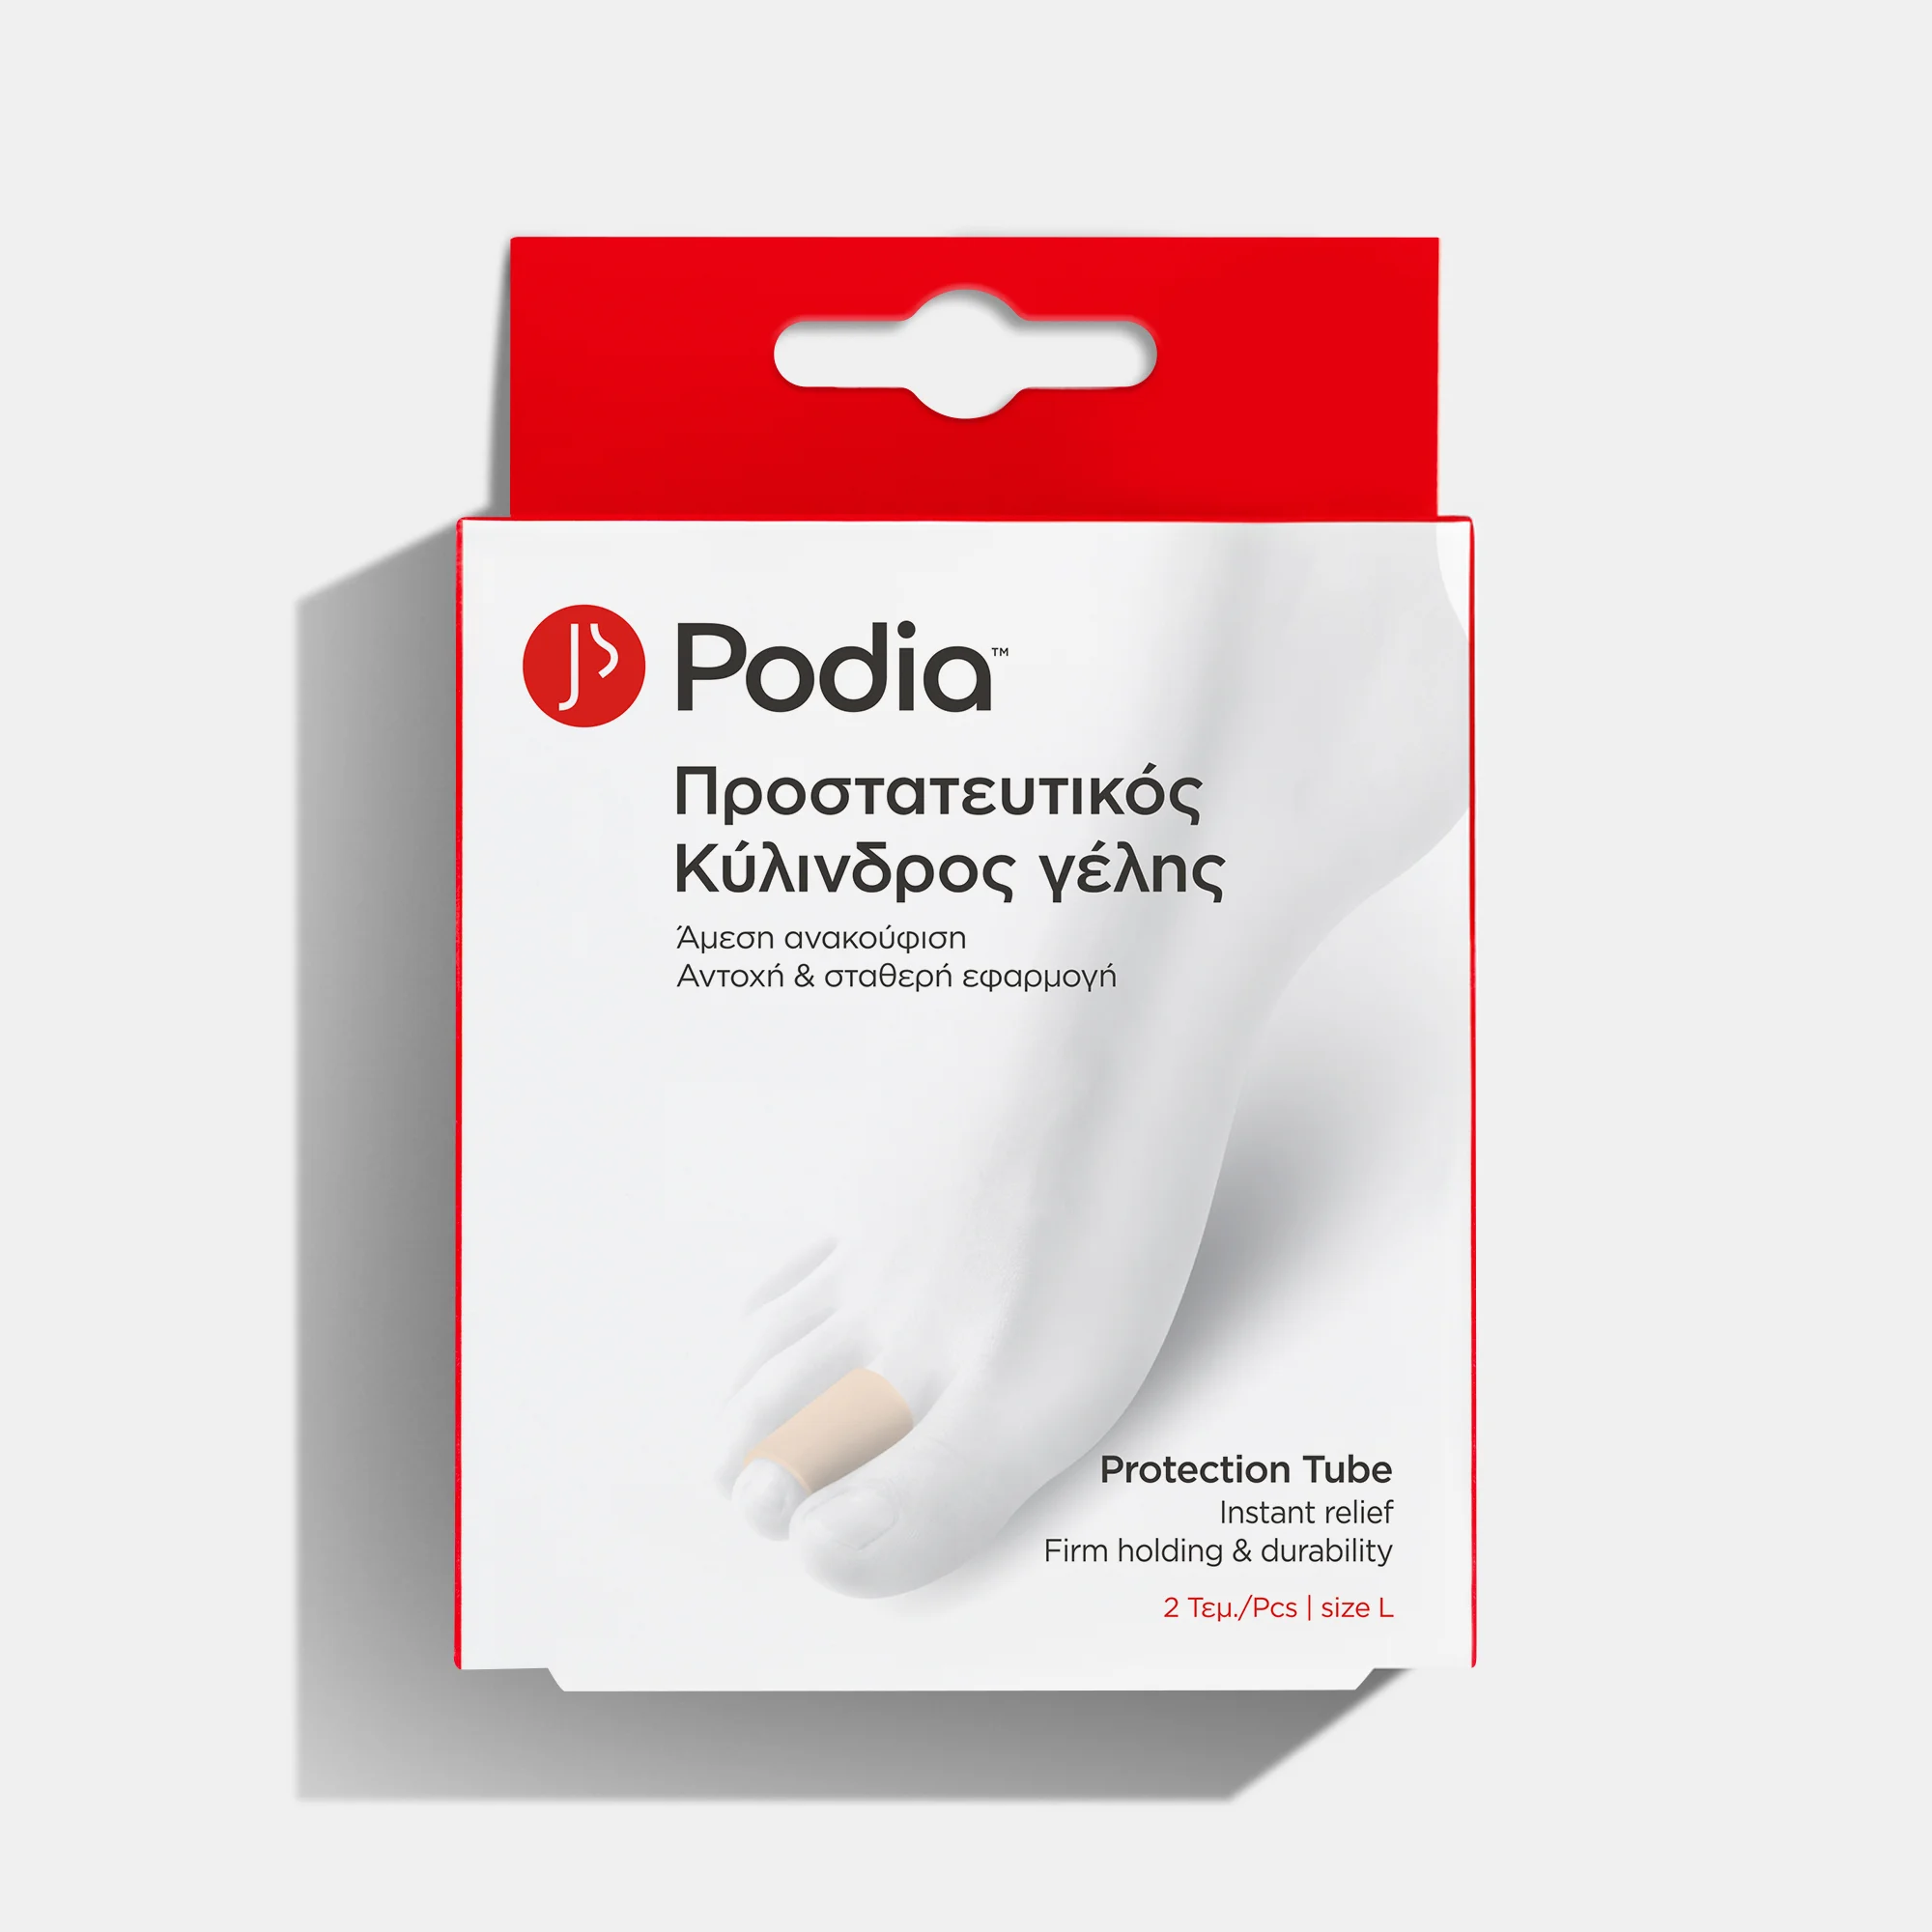 Podia™
Προστατευτικός
Κύλινδρος γέλης
Άμεση ανακούφιση
Αντοχή & σταθερή εφαρμογή
Protection Tube
Instant relief
Firm holding & durability
2 Τεμ./Pcs | size L